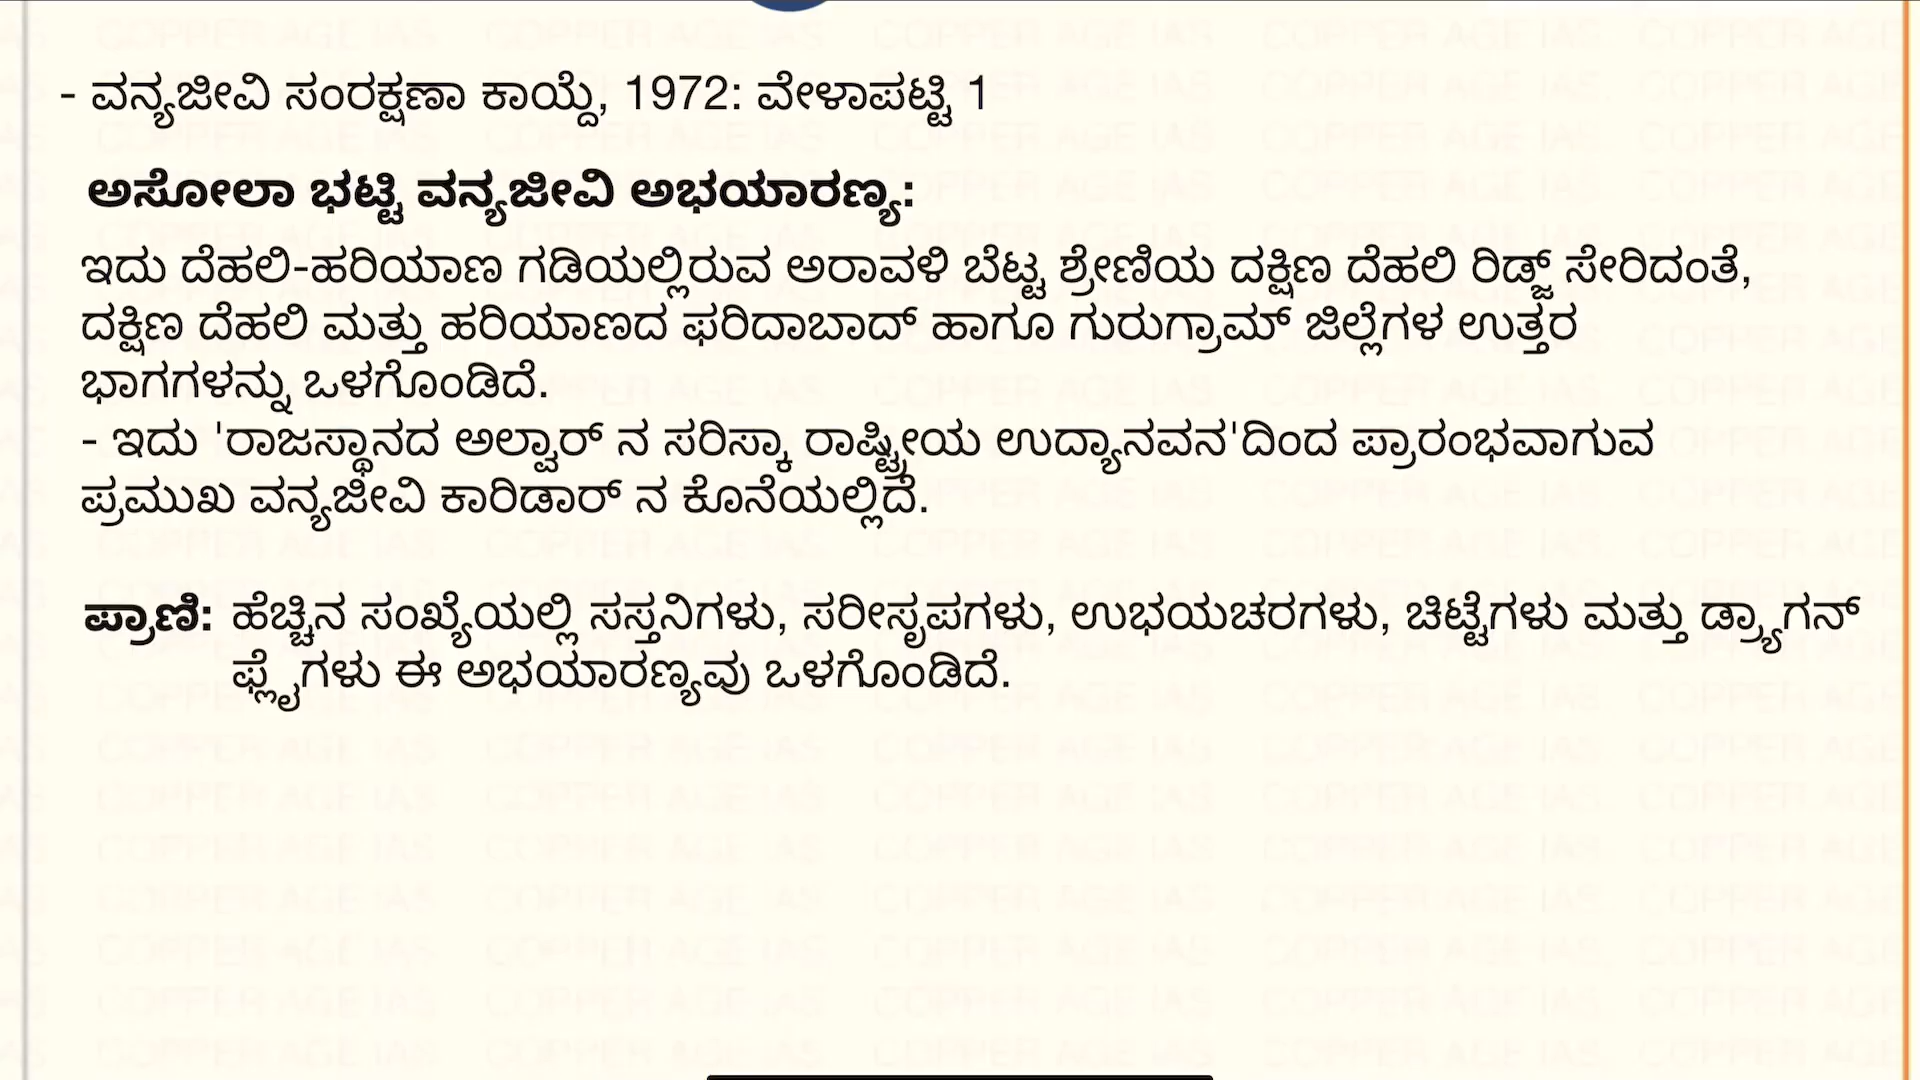 - ವನ್ಯಜೀವಿ ಸಂರಕ್ಷಣಾ ಕಾಯ್ದೆ, 1972: ವೇಳಾಪಟ್ಟಿ 1
ಅಸೋಲಾ ಭಟ್ಟಿ ವನ್ಯಜೀವಿ ಅಭಯಾರಣ್ಯ:
ಇದು ದೆಹಲಿ-ಹರಿಯಾಣ ಗಡಿಯಲ್ಲಿರುವ ಅರಾವಳಿ ಬೆಟ್ಟ ಶ್ರೇಣಿಯ ದಕ್ಷಿಣ ದೆಹಲಿ ರಿಡ್ಜ್ ಸೇರಿದಂತೆ,
ದಕ್ಷಿಣ ದೆಹಲಿ ಮತ್ತು ಹರಿಯಾಣದ ಫರಿದಾಬಾದ್ ಹಾಗೂ ಗುರುಗ್ರಾಮ್ ಜಿಲ್ಲೆಗಳ ಉತ್ತರ
ಭಾಗಗಳನ್ನು ಒಳಗೊಂಡಿದೆ.
- ಇದು 'ರಾಜಸ್ಥಾನದ ಅಲ್ವಾರ್ ನ ಸರಿಸ್ಕಾ ರಾಷ್ಟ್ರೀಯ ಉದ್ಯಾನವನ'ದಿಂದ ಪ್ರಾರಂಭವಾಗುವ
ಪ್ರಮುಖ ವನ್ಯಜೀವಿ ಕಾರಿಡಾರ್ ನ ಕೊನೆಯಲ್ಲಿದೆ.
ಪ್ರಾಣಿ: ಹೆಚ್ಚಿನ ಸಂಖ್ಯೆಯಲ್ಲಿ ಸಸ್ತನಿಗಳು, ಸರೀಸೃಪಗಳು, ಉಭಯಚರಗಳು, ಚಿಟ್ಟೆಗಳು ಮತ್ತು ಡ್ರ್ಯಾಗನ್
ಫ್ಲೈಗಳು ಈ ಅಭಯಾರಣ್ಯವು ಒಳಗೊಂಡಿದೆ.